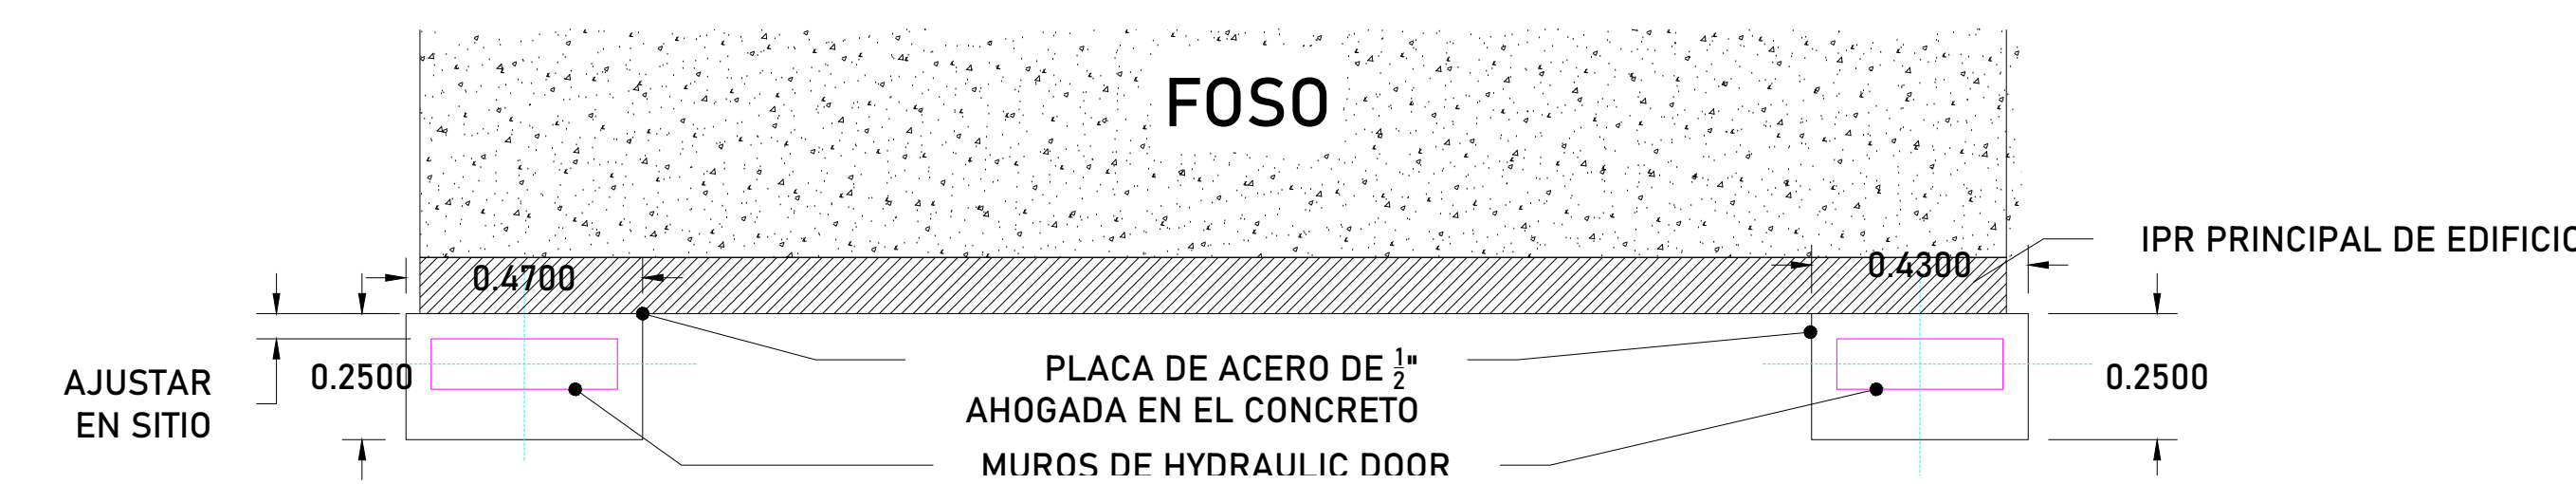 FOSO
IPR PRINCIPAL DE EDIFICIO
0.4700
0.4300
PLACA DE ACERO DE 1/2"
AHOGADA EN EL CONCRETO
0.2500
0.2500
AJUSTAR
EN SITIO
MUROS DE HYDRAULIC DOOR